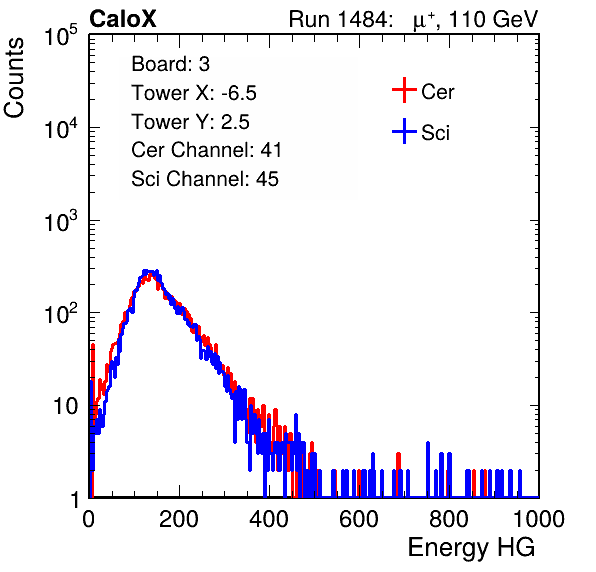 CaloX Run 1484: μ⁺, 110 GeV
Counts
Board: 3
Tower X: -6.5
Tower Y: 2.5
Cer Channel: 41
Sci Channel: 45
Cer
Sci
10⁵
10⁴
10³
10²
10
1
0 200 400 600 800 1000
Energy HG